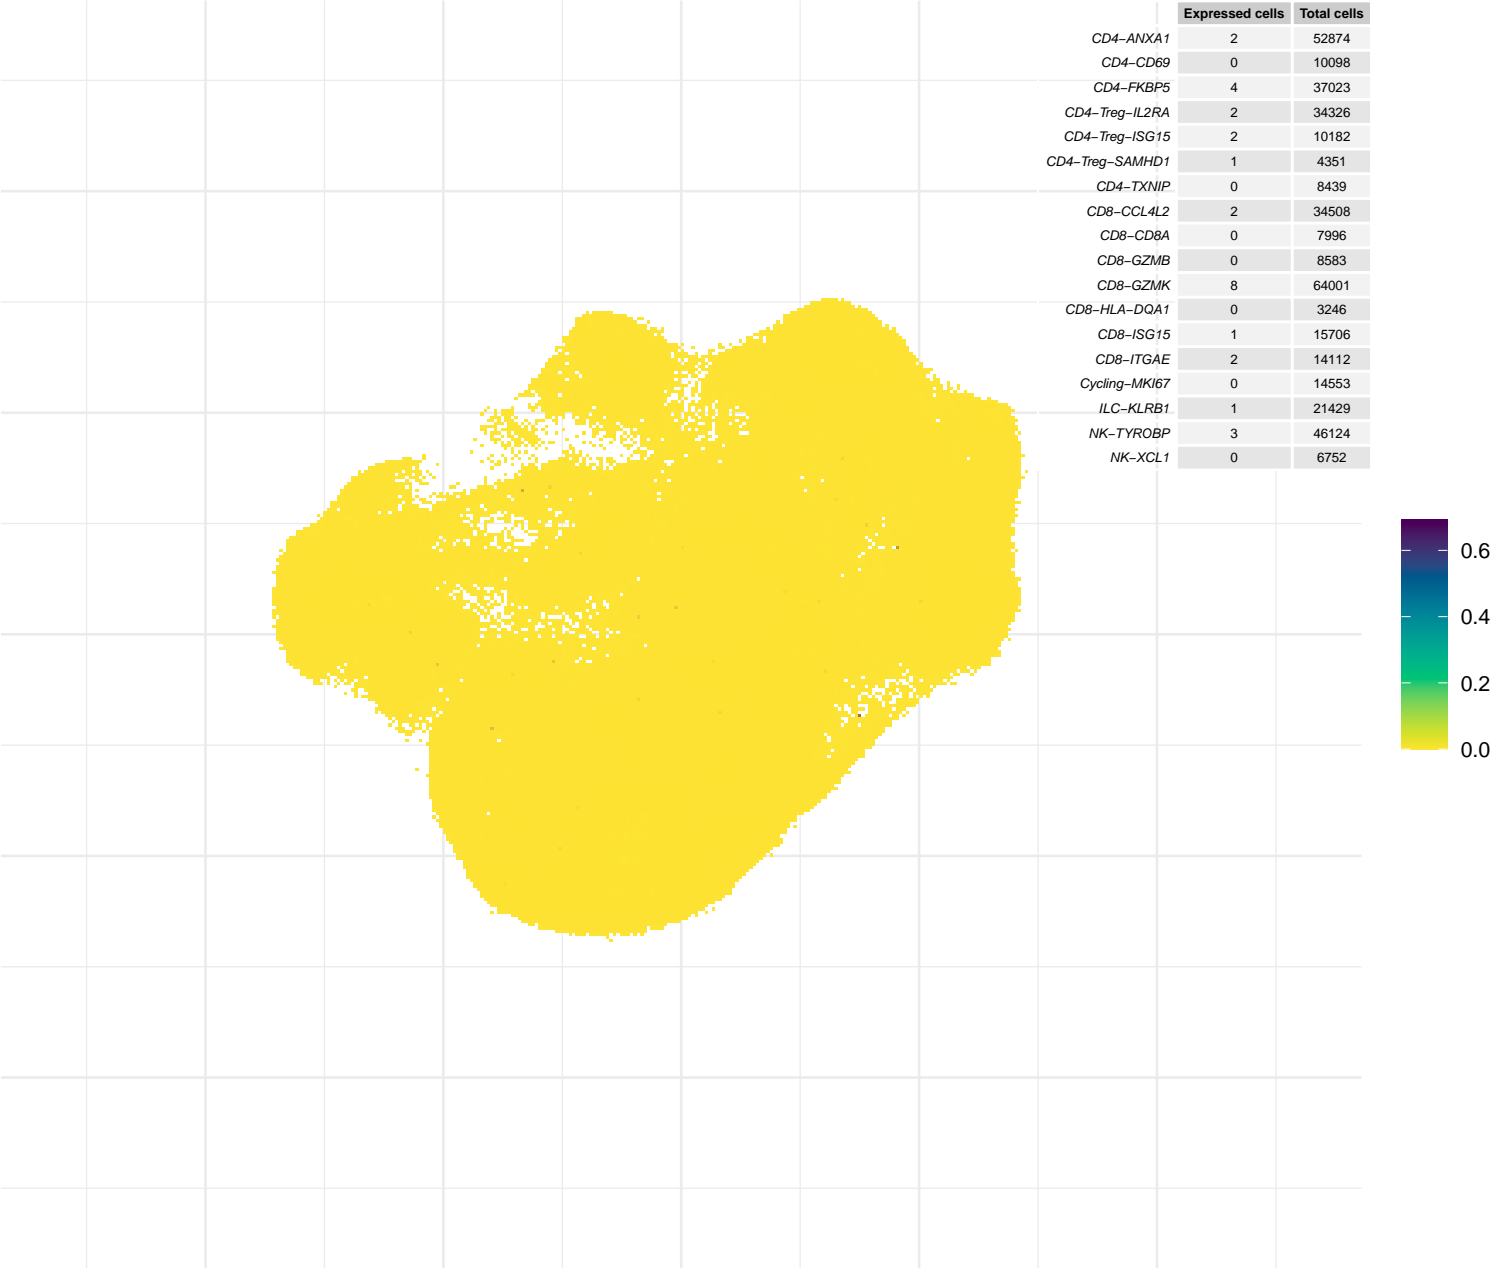 Expressed cells Total cells
CD4−ANXA1 2 52874
CD4−CD69 0 10098
CD4−FKBP5 4 37023
CD4−Treg−IL2RA 2 34326
CD4−Treg−ISG15 2 10182
CD4−Treg−SAMHD1 1 4351
CD4−TXNIP 0 8439
CD8−CCL4L2 2 34508
CD8−CD8A 0 7996
CD8−GZMB 0 8583
CD8−GZMK 8 64001
CD8−HLA−DQA1 0 3246
CD8−ISG15 1 15706
CD8−ITGAE 2 14112
Cycling−MKI67 0 14553
ILC−KLRB1 1 21429
NK−TYROBP 3 46124
NK−XCL1 0 6752
0.6
0.4
0.2
0.0